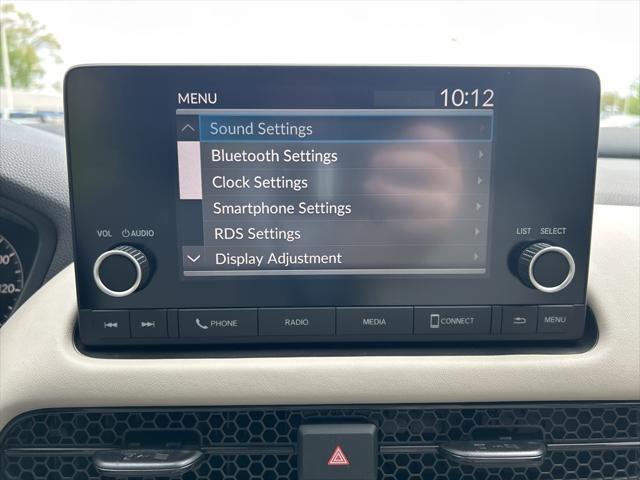 MENU 10:12
Sound Settings
Bluetooth Settings
Clock Settings
Smartphone Settings
RDS Settings
Display Adjustment
VOL AUDIO LIST SELECT
PHONE RADIO MEDIA CONNECT MENU
120